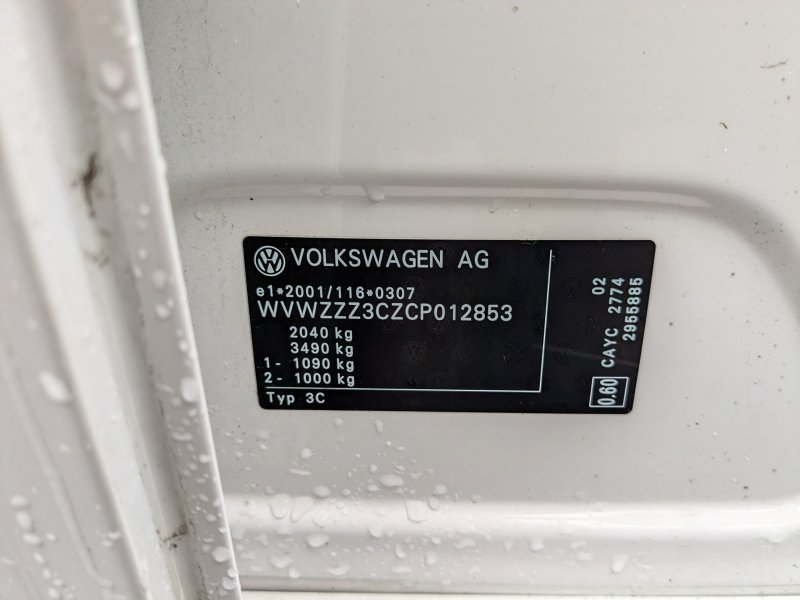 VOLKSWAGEN AG
e1*2001/116*0307
WVWZZZ3CZCP012853
2040 kg
3490 kg
1- 1090 kg
2- 1000 kg
Typ 3C
02
CAYC 2774
2955885
0.60